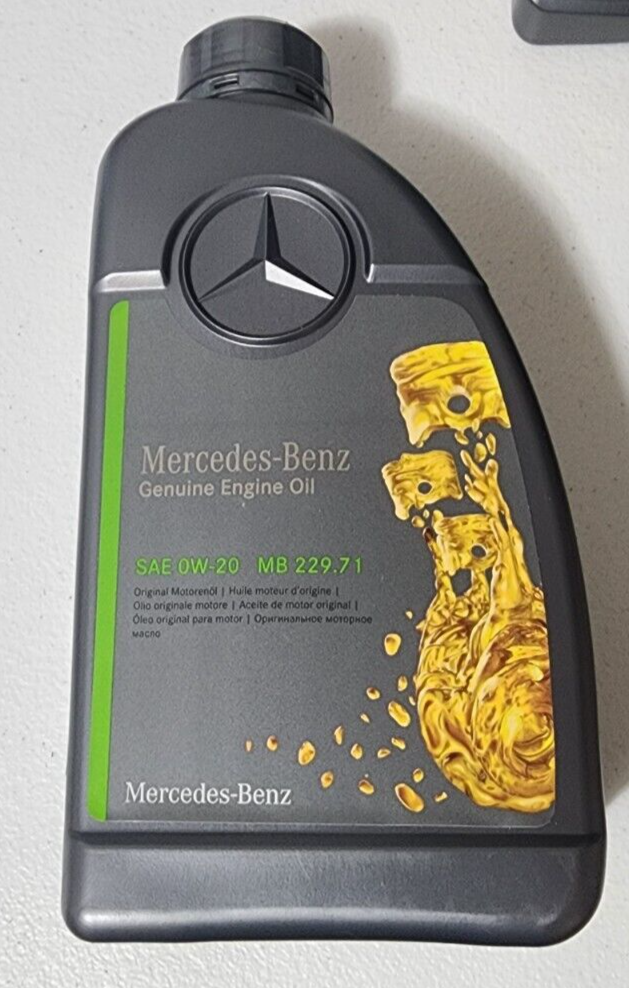 Mercedes-Benz
Genuine Engine Oil
SAE 0W-20 MB 229.71
Original Motorenöl | Huile moteur d'origine |
Olio originale motore | Aceite de motor original |
Óleo original para motor | Оригинальное моторное
масло
Mercedes-Benz